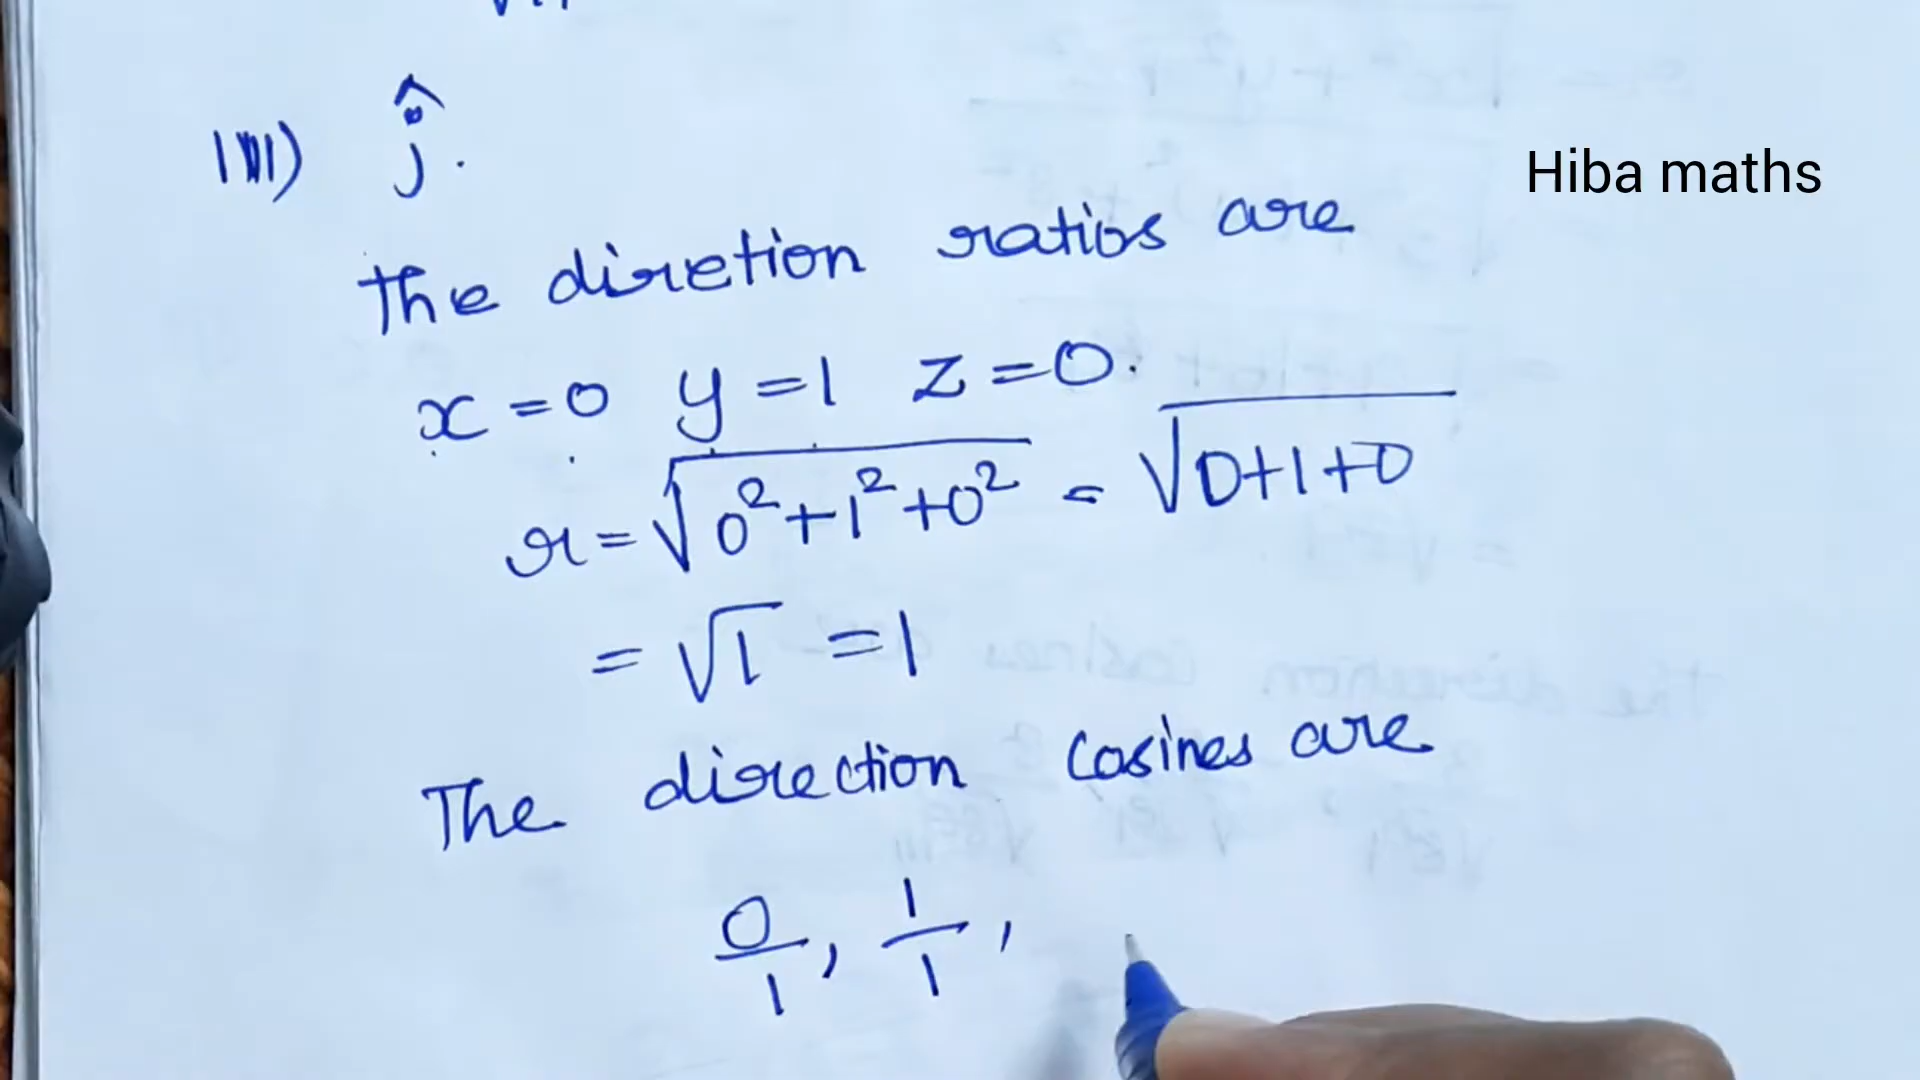 III) ĵ.
Hiba maths
The diretion ratios are
x = 0 y = 1 z = 0.
r = √0²+1²+0² = √0+1+0
= √1 = 1
The direction cosines are
0/1, 1/1,